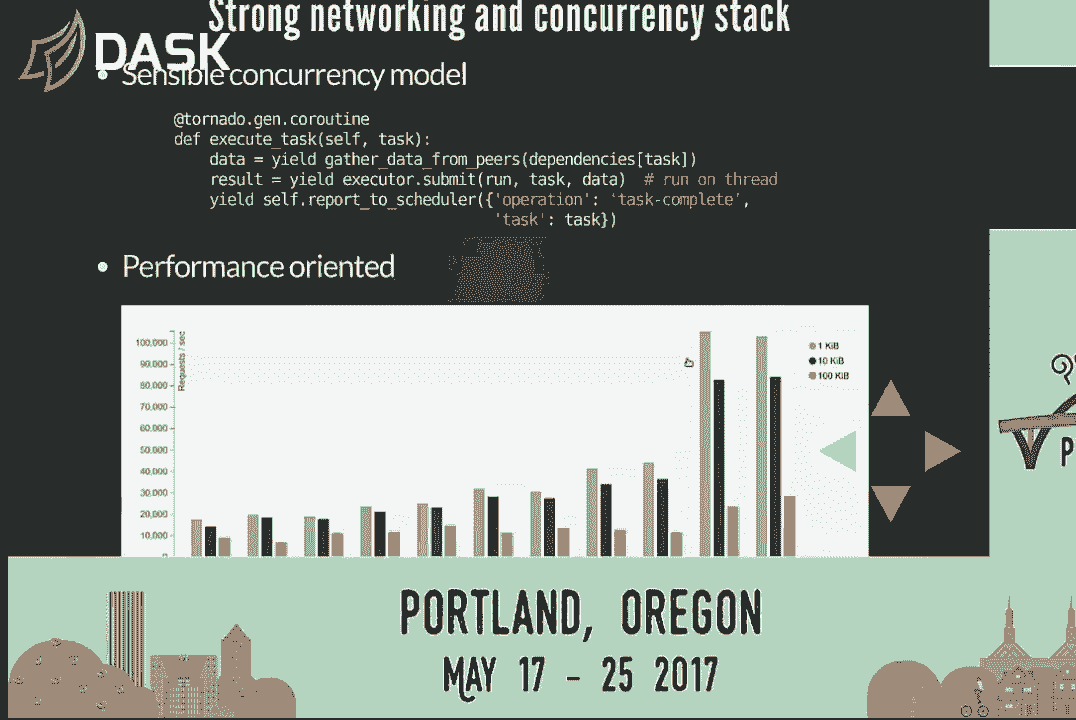 Strong networking and concurrency stack
DASK
• Sensible concurrency model
@tornado.gen.coroutine
def execute_task(self, task):
    data = yield gather_data_from_peers(dependencies[task])
    result = yield executor.submit(run, task, data)  # run on thread
    yield self.report_to_scheduler({'operation': 'task-complete',
                                    'task': task})
• Performance oriented
Requests / sec
100,000
90,000
80,000
70,000
60,000
50,000
40,000
30,000
20,000
10,000
1 KiB
10 KiB
100 KiB
PORTLAND, OREGON
MAY 17 - 25 2017